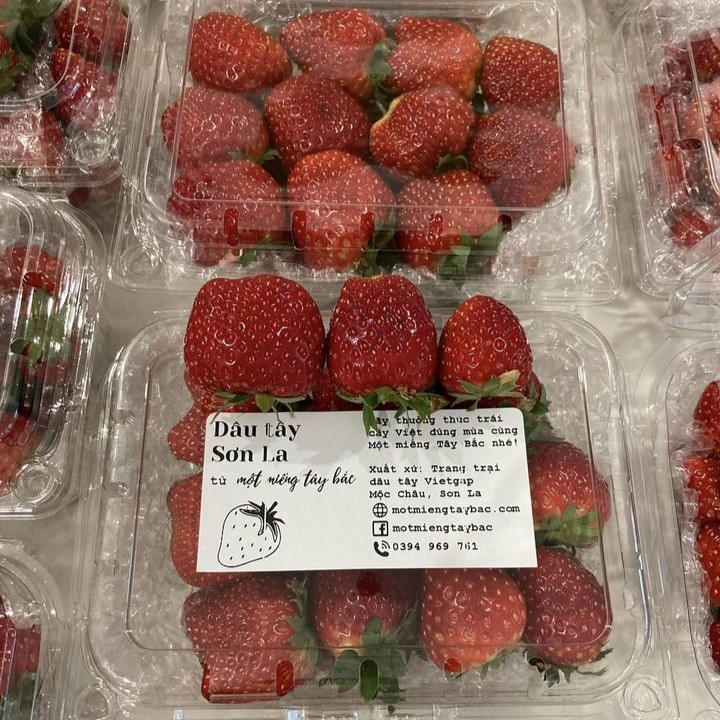 Dâu tây
Sơn La
từ một miếng tây bắc
Hãy thưởng thức trái
cây Việt đúng mùa cùng
Một miếng Tây Bắc nhé!
Xuất xứ: Trang trại
dâu tây Vietgap
Mộc Châu, Sơn La
motmiengtaybac.com
motmiengtaybac
0394 969 761